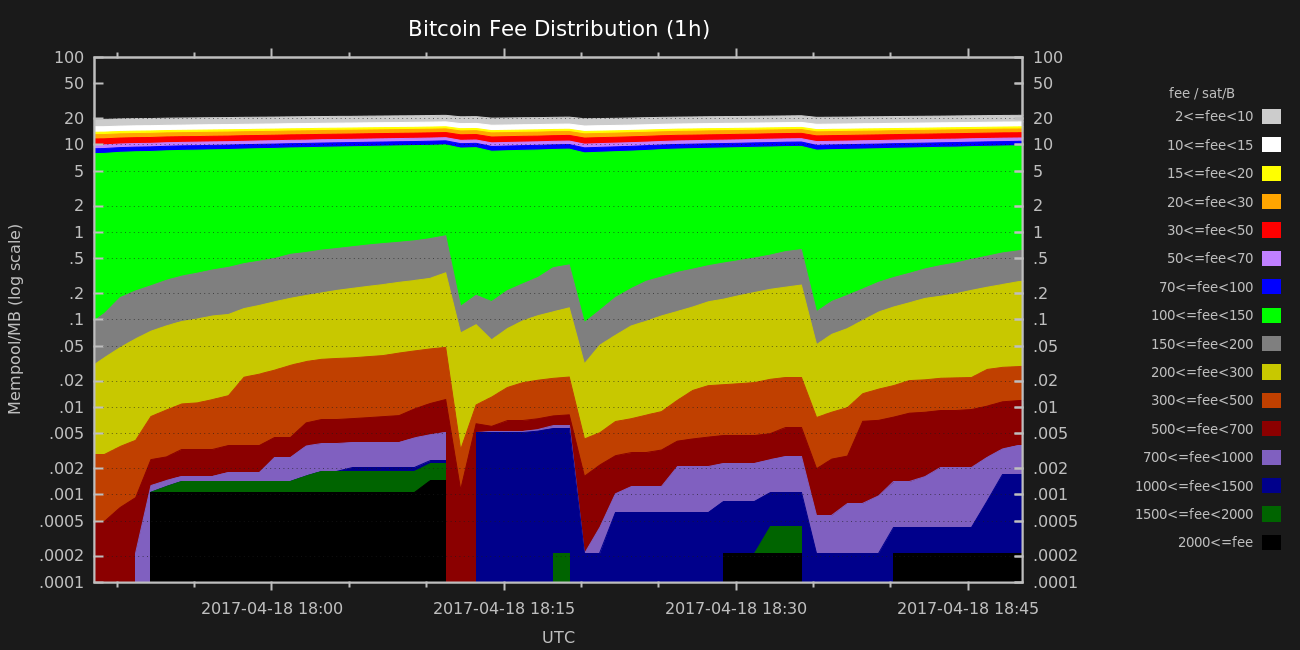 Bitcoin Fee Distribution (1h)
Mempool/MB (log scale)
100
50
20
10
5
2
1
.5
.2
.1
.05
.02
.01
.005
.002
.001
.0005
.0002
.0001
100
50
20
10
5
2
1
.5
.2
.1
.05
.02
.01
.005
.002
.001
.0005
.0002
.0001
2017-04-18 18:00
2017-04-18 18:15
2017-04-18 18:30
2017-04-18 18:45
UTC
fee / sat/B
2<=fee<10
10<=fee<15
15<=fee<20
20<=fee<30
30<=fee<50
50<=fee<70
70<=fee<100
100<=fee<150
150<=fee<200
200<=fee<300
300<=fee<500
500<=fee<700
700<=fee<1000
1000<=fee<1500
1500<=fee<2000
2000<=fee